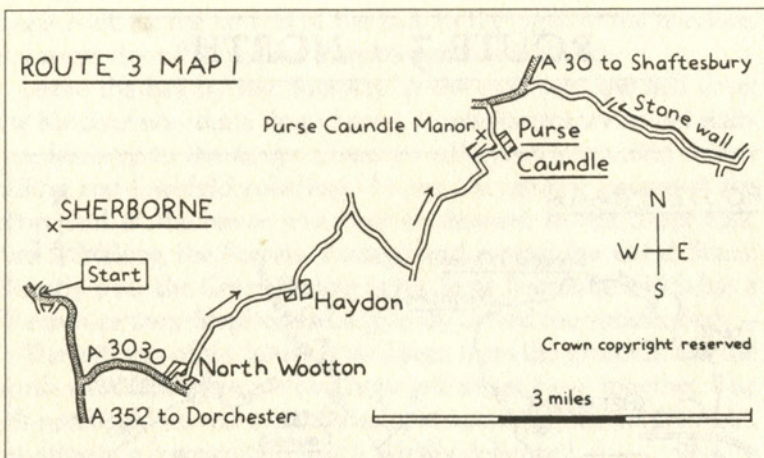 ROUTE 3 MAP I
A 30 to Shaftesbury
Stone wall
Purse Caundle Manor
Purse
Caundle
SHERBORNE
Start
N
W E
S
Haydon
A 3030
North Wootton
Crown copyright reserved
A 352 to Dorchester
3 miles